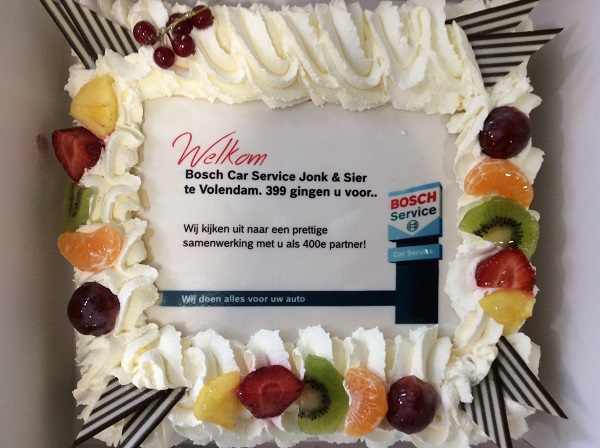 Welkom
Bosch Car Service Jonk & Sier
te Volendam. 399 gingen u voor..
BOSCH
Service
Wij kijken uit naar een prettige
samenwerking met u als 400e partner!
Car Service
Wij doen alles voor uw auto